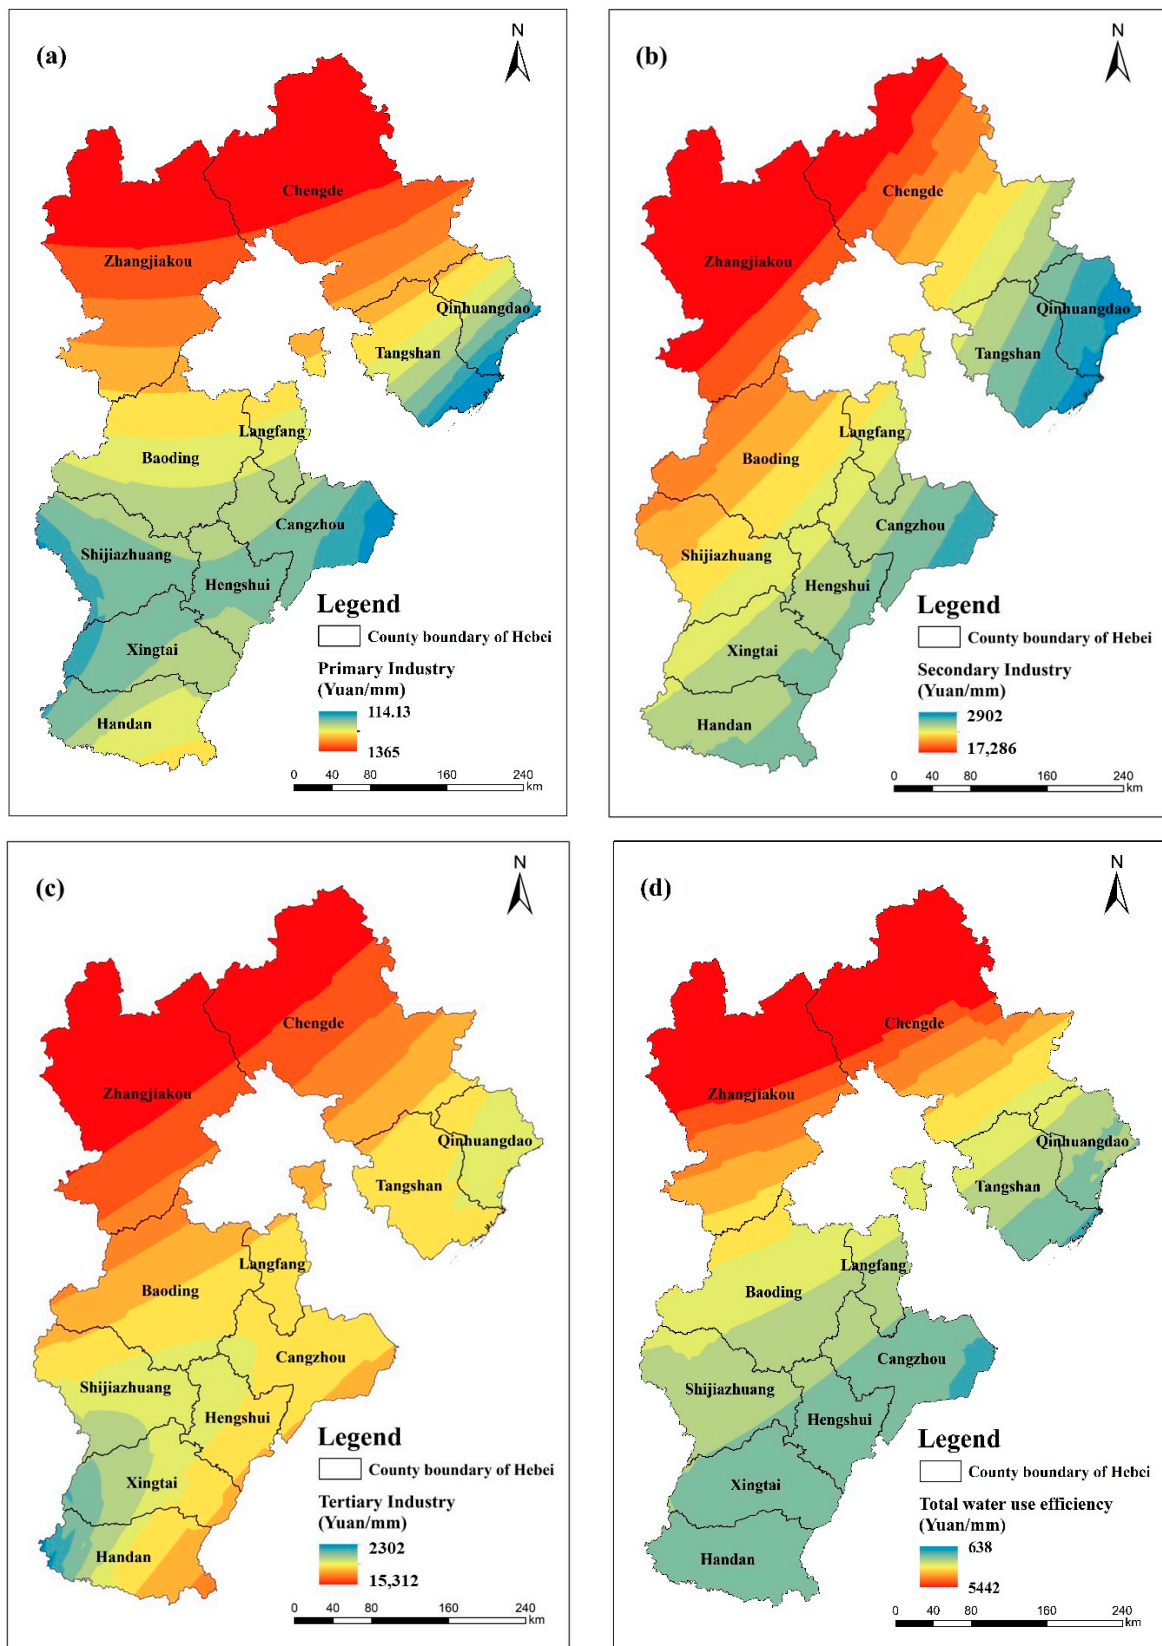 (a)
N
Chengde
Zhangjiakou
Qinhuangdao
Tangshan
Langfang
Baoding
Cangzhou
Shijiazhuang
Hengshui
Xingtai
Handan
Legend
County boundary of Hebei
Primary Industry
(Yuan/mm)
114.13
1365
0 40 80 160 240
km
(b)
N
Chengde
Zhangjiakou
Qinhuangdao
Tangshan
Langfang
Baoding
Cangzhou
Shijiazhuang
Hengshui
Xingtai
Handan
Legend
County boundary of Hebei
Secondary Industry
(Yuan/mm)
2902
17,286
0 40 80 160 240
km
(c)
N
Chengde
Zhangjiakou
Qinhuangdao
Tangshan
Langfang
Baoding
Cangzhou
Shijiazhuang
Hengshui
Xingtai
Handan
Legend
County boundary of Hebei
Tertiary Industry
(Yuan/mm)
2302
15,312
0 40 80 160 240
km
(d)
N
Chengde
Zhangjiakou
Qinhuangdao
Tangshan
Langfang
Baoding
Cangzhou
Shijiazhuang
Hengshui
Xingtai
Handan
Legend
County boundary of Hebei
Total water use efficiency
(Yuan/mm)
638
5442
0 40 80 160 240
km